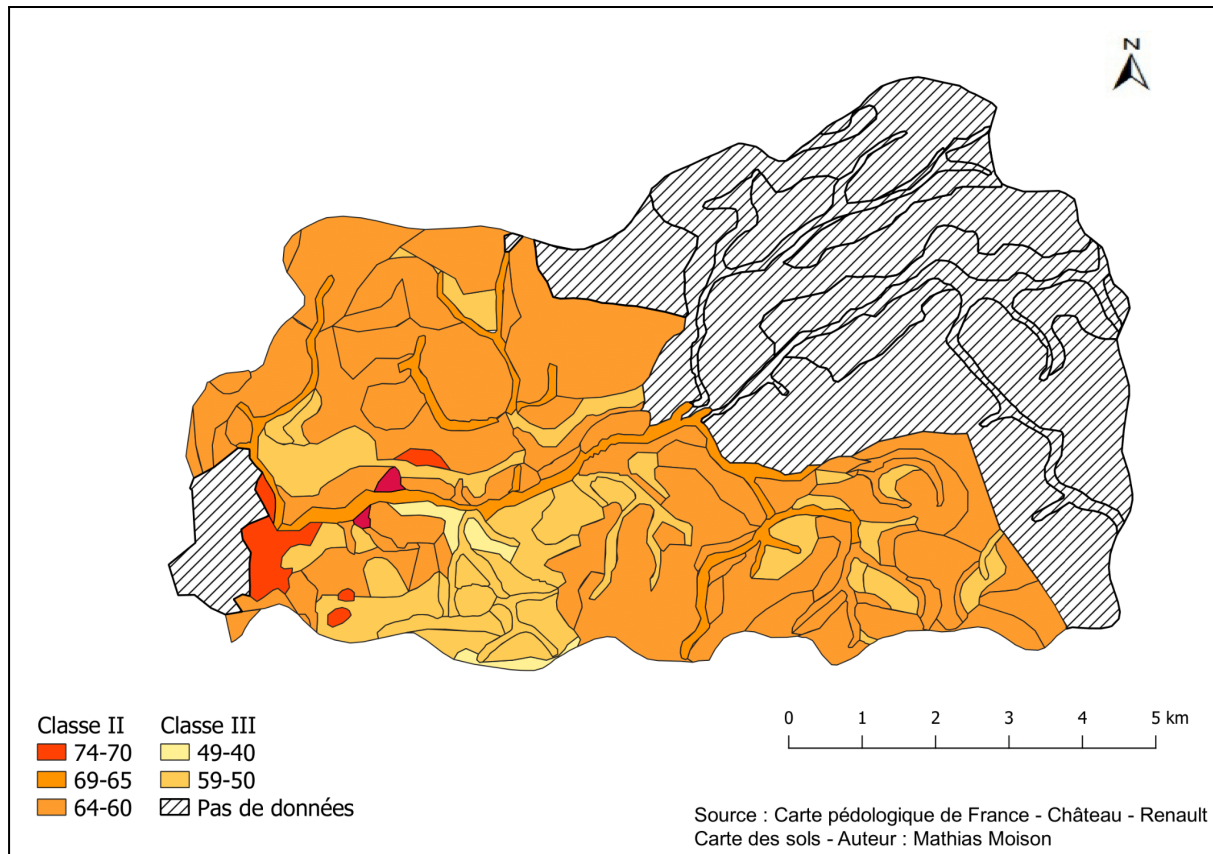 N
Classe II
Classe III
74-70
49-40
69-65
59-50
64-60
Pas de données
0 1 2 3 4 5 km
Source : Carte pédologique de France - Château - Renault
Carte des sols - Auteur : Mathias Moison